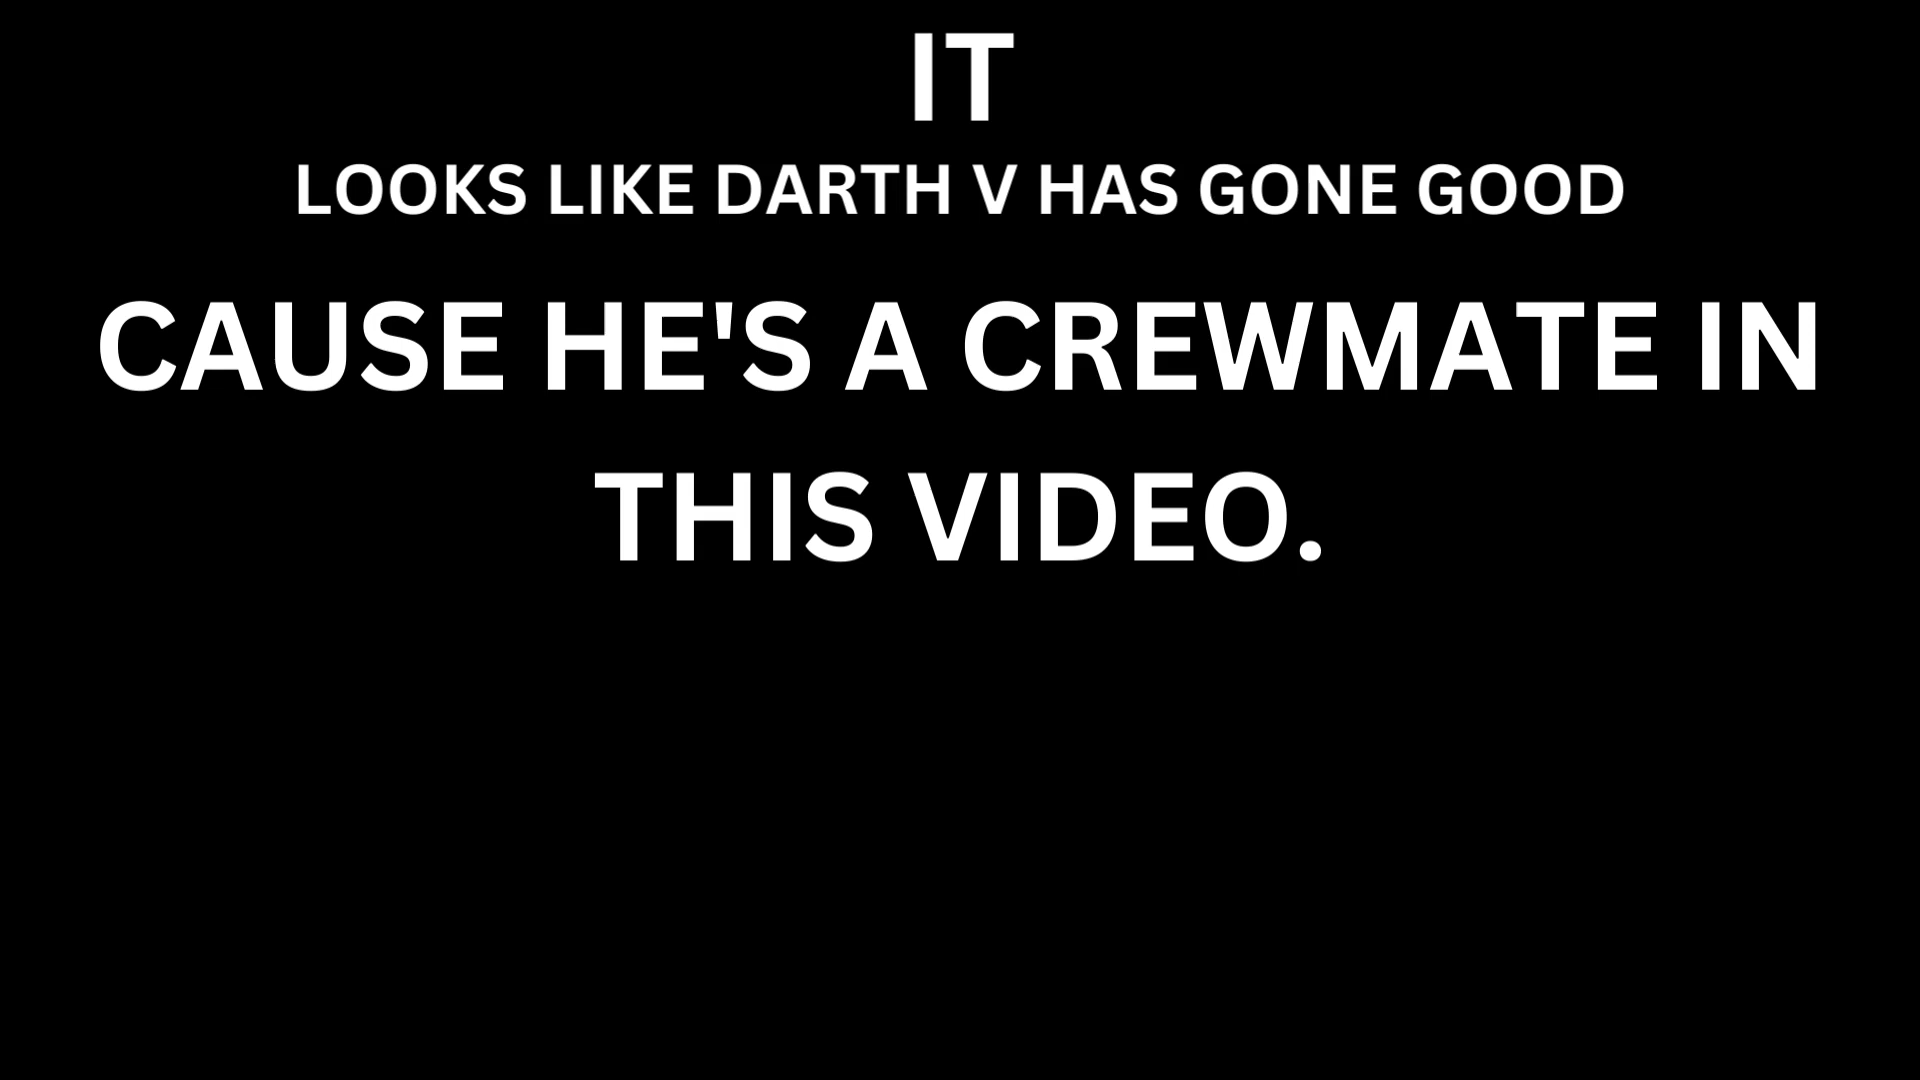 IT
LOOKS LIKE DARTH V HAS GONE GOOD
CAUSE HE'S A CREWMATE IN
THIS VIDEO.